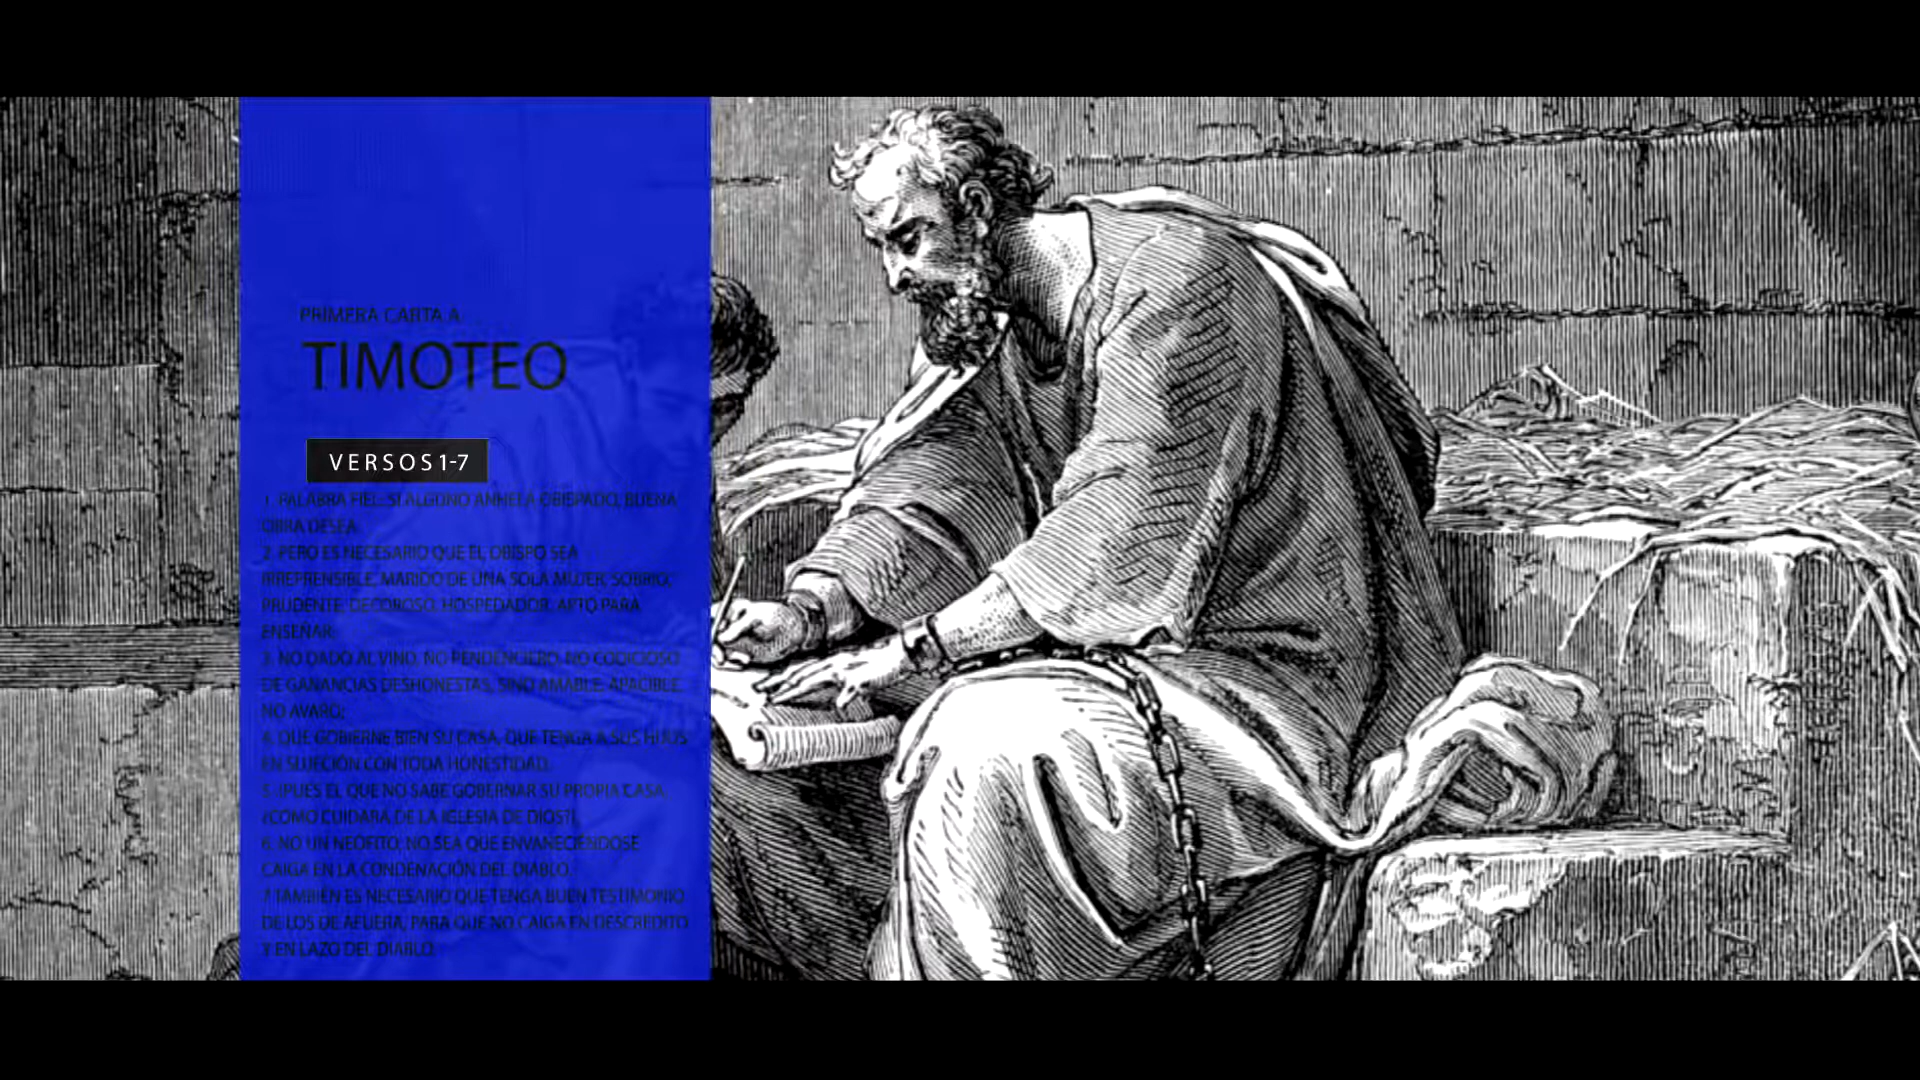 PRIMERA CARTA A
TIMOTEO
VERSOS 1-7
1. PALABRA FIEL: SI ALGUNO ANHELA OBISPADO, BUENA
OBRA DESEA.
2. PERO ES NECESARIO QUE EL OBISPO SEA
IRREPRENSIBLE, MARIDO DE UNA SOLA MUJER, SOBRIO,
PRUDENTE, DECOROSO, HOSPEDADOR, APTO PARA
ENSEÑAR;
3. NO DADO AL VINO, NO PENDENCIERO, NO CODICIOSO
DE GANANCIAS DESHONESTAS, SINO AMABLE, APACIBLE,
NO AVARO;
4. QUE GOBIERNE BIEN SU CASA, QUE TENGA A SUS HIJOS
EN SUJECIÓN CON TODA HONESTIDAD.
5. (PUES EL QUE NO SABE GOBERNAR SU PROPIA CASA,
¿CÓMO CUIDARÁ DE LA IGLESIA DE DIOS?).
6. NO UN NEÓFITO, NO SEA QUE ENVANECIÉNDOSE
CAIGA EN LA CONDENACIÓN DEL DIABLO.
7 TAMBIÉN ES NECESARIO QUE TENGA BUEN TESTIMONIO
DE LOS DE AFUERA, PARA QUE NO CAIGA EN DESCRÉDITO
Y EN LAZO DEL DIABLO.